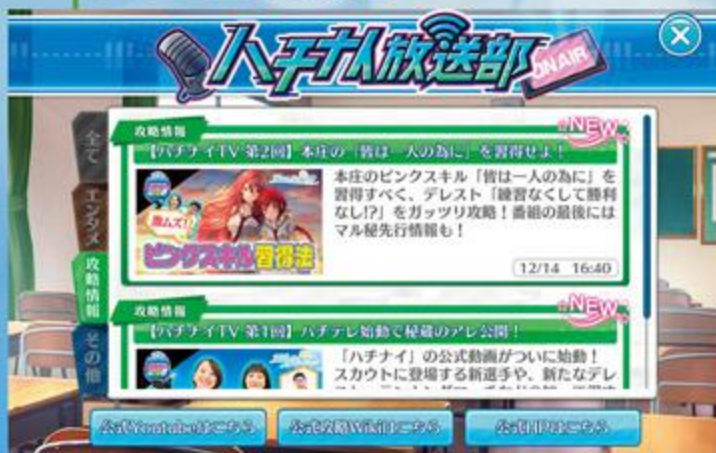 ハチナイ放送部
ON AIR
全て
エンタメ
攻略情報
その他
攻略情報
NEW
【ハチナイTV 第2回】本庄の「皆は一人の為に」を習得せよ！
激ムズ!?
ピンクスキル習得法
本庄のピンクスキル「皆は一人の為に」を
習得すべく、デレスト「練習なくして勝利
なし!?」をガッツリ攻略！番組の最後には
マル秘先行情報も！
12/14 16:40
攻略情報
NEW
【ハチナイTV 第1回】ハチテレ始動で秘蔵のアレ公開！
「ハチナイ」の公式動画がついに始動！
スカウトに登場する新選手や、新たなデレ
公式Youtubeはこちら
公式攻略Wikiはこちら
公式HPはこちら